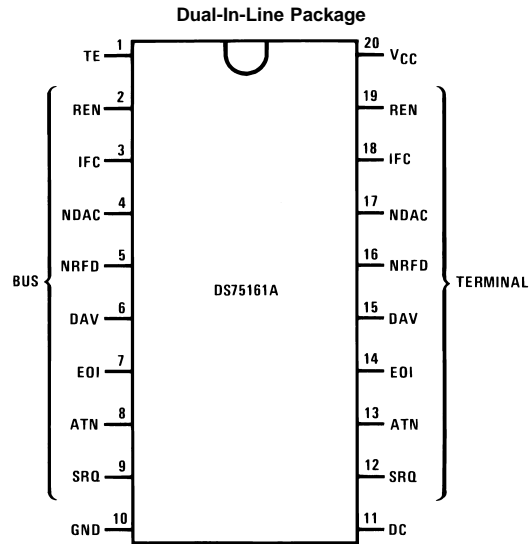 Dual-In-Line Package
TE 1 20 VCC
REN 2 19 REN
IFC 3 18 IFC
NDAC 4 17 NDAC
NRFD 5 16 NRFD
BUS DS75161A TERMINAL
DAV 6 15 DAV
EOI 7 14 EOI
ATN 8 13 ATN
SRQ 9 12 SRQ
GND 10 11 DC